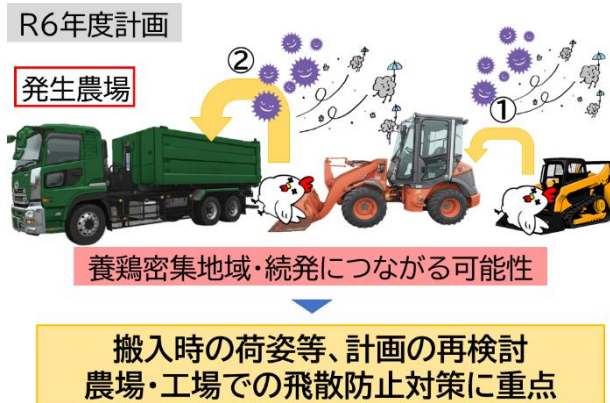 R6年度計画
発生農場
②
①
養鶏密集地域・続発につながる可能性
搬入時の荷姿等、計画の再検討
農場・工場での飛散防止対策に重点